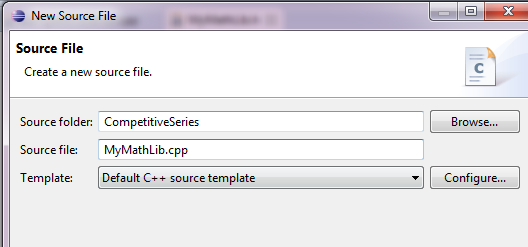 New Source File
Source File
Create a new source file.
C
Source folder: CompetitiveSeries Browse...
Source file: MyMathLib.cpp
Template: Default C++ source template Configure...